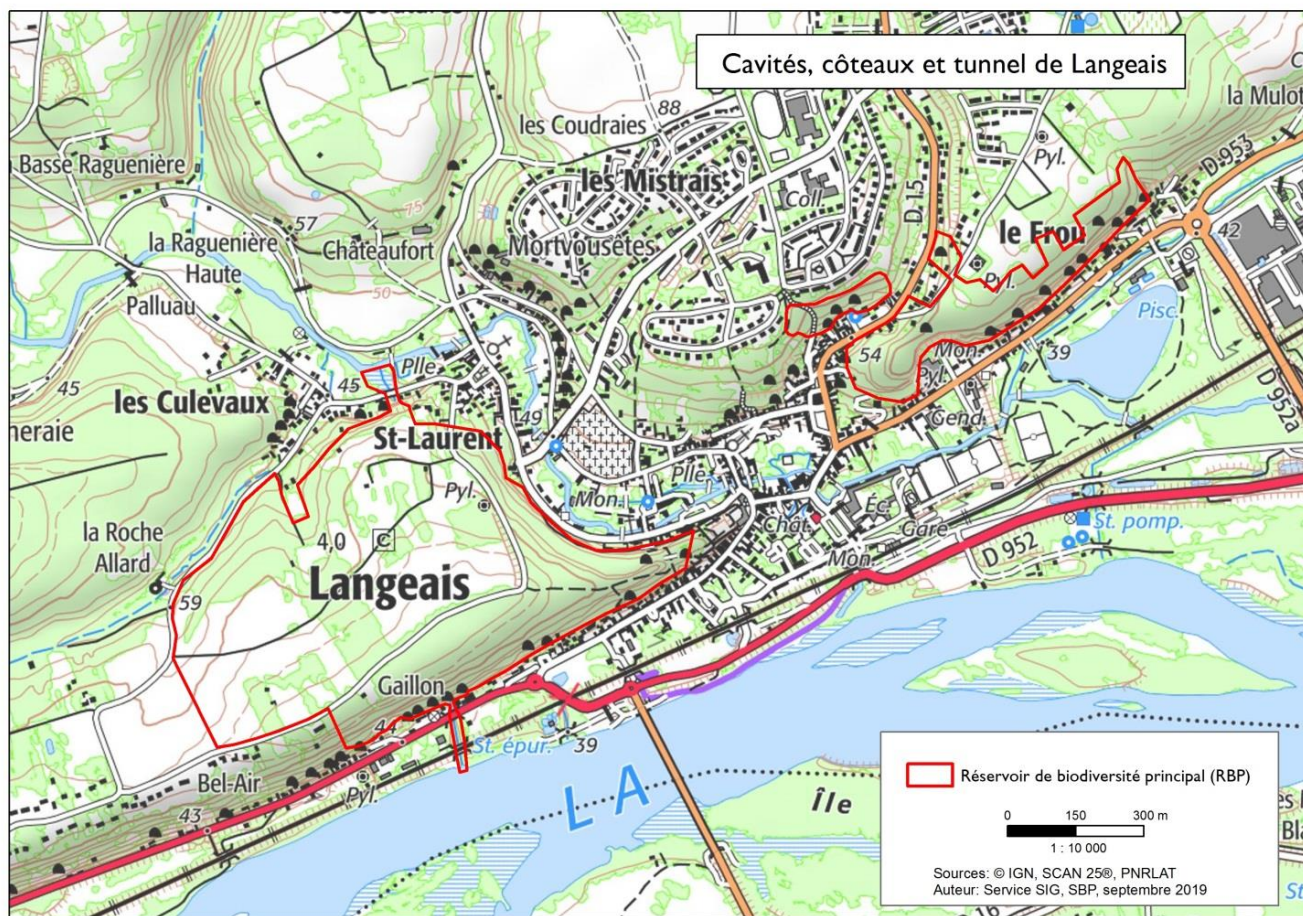 Cavités, côteaux et tunnel de Langeais
la Mulot
88
les Coudraies
Basse Raguenière
les Mistrais
Pyl.
D 953
Coll.
D 15
57
75
Châteaufort
Mortvousêtes
le Frou
42
la Raguenière
Haute
Palluau
50
Pyl.
Pisc.
54
Mon.
39
Pyl.
45
Plle
45
les Culevaux
St-Laurent
49
Gend.
D 952a
neraie
Plle
Mon.
Pyl.
Chât.
Éc.
Gare
St. pomp.
D 952
la Roche
Allard
4,0
C
Langeais
Mon.
59
Gaillon
44
St. épur.
39
Bel-Air
Pyl.
43
LA
Île
Réservoir de biodiversité principal (RBP)
0 150 300 m
1 : 10 000
Sources: © IGN, SCAN 25®, PNRLAT
Auteur: Service SIG, SBP, septembre 2019